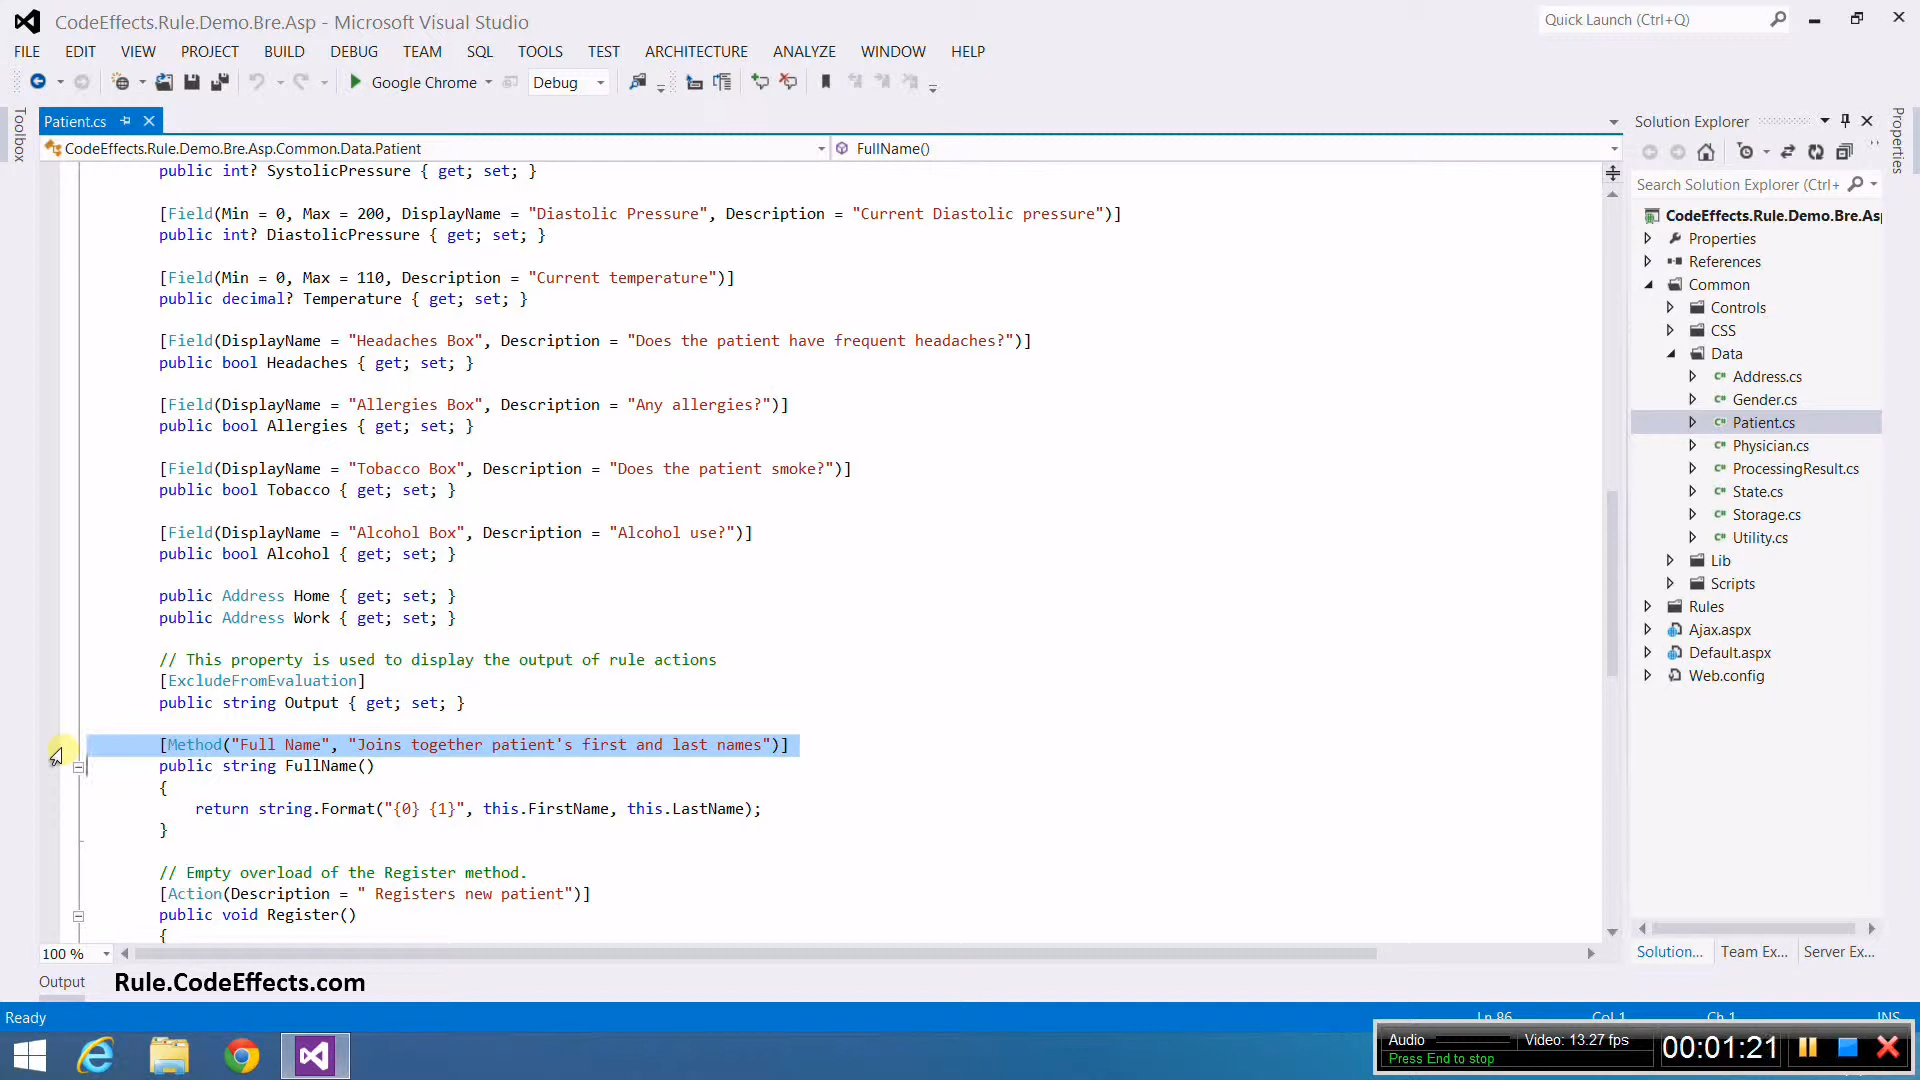 CodeEffects.Rule.Demo.Bre.Asp - Microsoft Visual Studio
Quick Launch (Ctrl+Q)
FILE EDIT VIEW PROJECT BUILD DEBUG TEAM SQL TOOLS TEST ARCHITECTURE ANALYZE WINDOW HELP
Google Chrome Debug
Toolbox
Patient.cs
CodeEffects.Rule.Demo.Bre.Asp.Common.Data.Patient FullName()
public int? SystolicPressure { get; set; }
[Field(Min = 0, Max = 200, DisplayName = "Diastolic Pressure", Description = "Current Diastolic pressure")]
public int? DiastolicPressure { get; set; }
[Field(Min = 0, Max = 110, Description = "Current temperature")]
public decimal? Temperature { get; set; }
[Field(DisplayName = "Headaches Box", Description = "Does the patient have frequent headaches?")]
public bool Headaches { get; set; }
[Field(DisplayName = "Allergies Box", Description = "Any allergies?")]
public bool Allergies { get; set; }
[Field(DisplayName = "Tobacco Box", Description = "Does the patient smoke?")]
public bool Tobacco { get; set; }
[Field(DisplayName = "Alcohol Box", Description = "Alcohol use?")]
public bool Alcohol { get; set; }
public Address Home { get; set; }
public Address Work { get; set; }
// This property is used to display the output of rule actions
[ExcludeFromEvaluation]
public string Output { get; set; }
[Method("Full Name", "Joins together patient's first and last names")]
public string FullName()
{
return string.Format("{0} {1}", this.FirstName, this.LastName);
}
// Empty overload of the Register method.
[Action(Description = " Registers new patient")]
public void Register()
{
100 %
Solution Explorer
Search Solution Explorer (Ctrl+
CodeEffects.Rule.Demo.Bre.Asp
Properties
References
Common
Controls
CSS
Data
Address.cs
Gender.cs
Patient.cs
Physician.cs
ProcessingResult.cs
State.cs
Storage.cs
Utility.cs
Lib
Scripts
Rules
Ajax.aspx
Default.aspx
Web.config
Solution... Team Ex... Server Ex...
Properties
Output
Rule.CodeEffects.com
Ready Ln 86 Col 1 Ch 1 INS
Audio Video: 13.27 fps 00:01:21
Press End to stop